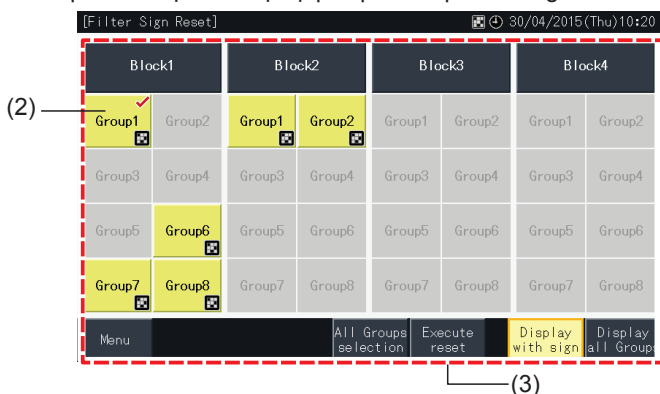 [Filter Sign Reset] 30/04/2015(Thu)10:20
Block1 Block2 Block3 Block4
(2)
Group1 Group2 Group1 Group2 Group1 Group2 Group1 Group2
Group3 Group4 Group3 Group4 Group3 Group4 Group3 Group4
Group5 Group6 Group5 Group6 Group5 Group6 Group5 Group6
Group7 Group8 Group7 Group8 Group7 Group8 Group7 Group8
Menu All Groups selection Execute reset Display with sign Display all Group
(3)